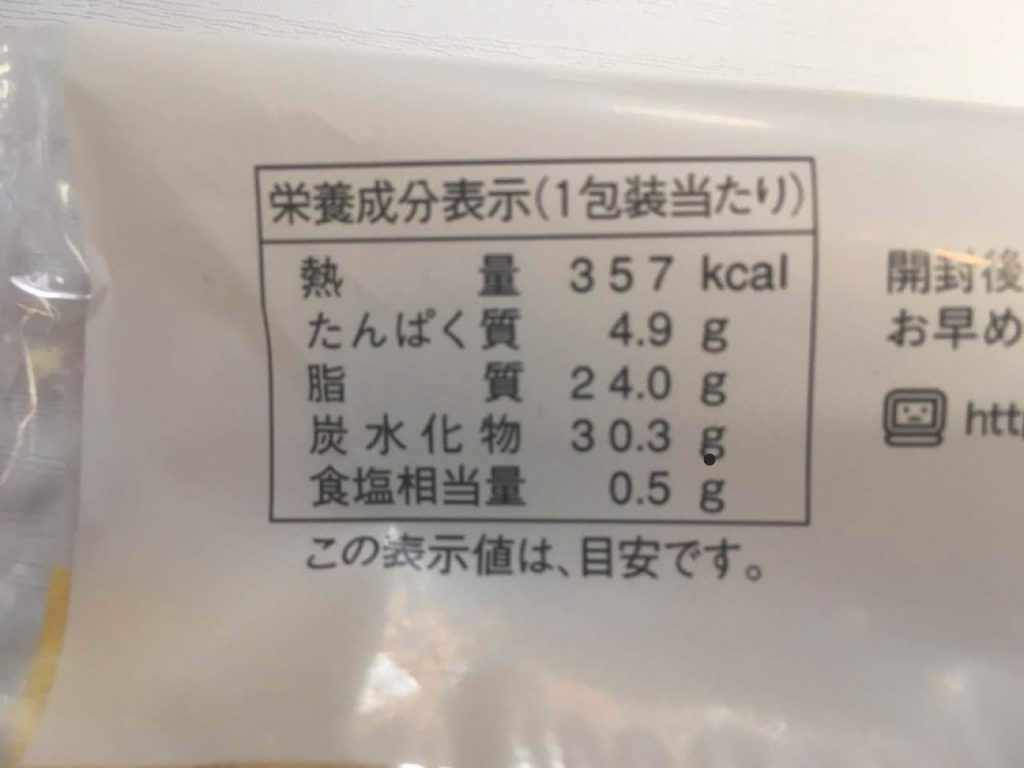 栄養成分表示(1包装当たり)
熱量 357 kcal
たんぱく質 4.9 g
脂質 24.0 g
炭水化物 30.3 g
食塩相当量 0.5 g
この表示値は、目安です。
開封後
お早め
htt